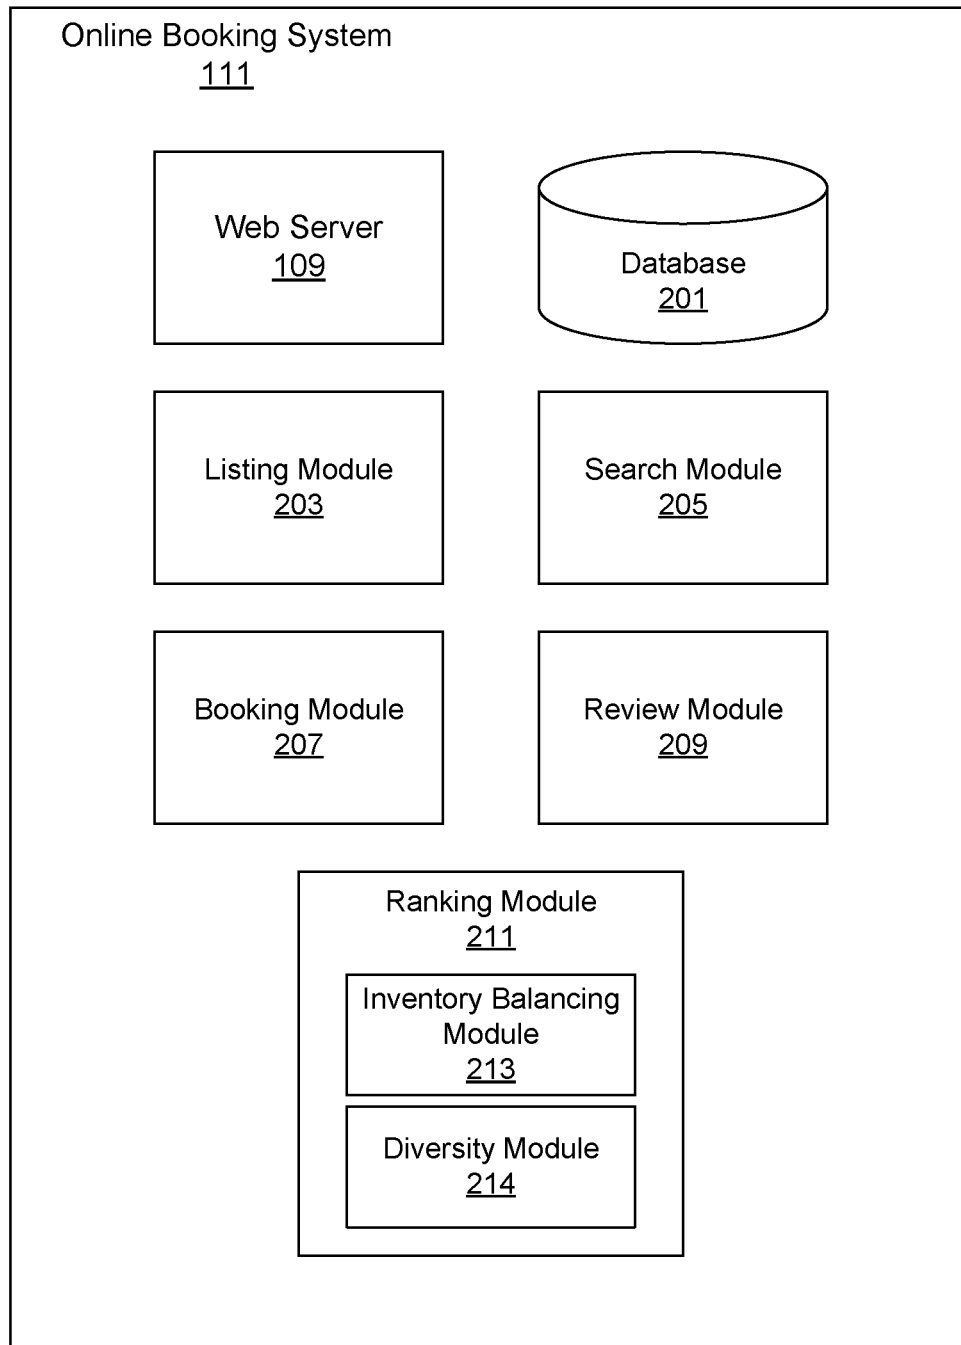 Online Booking System
111
Web Server
109
Database
201
Listing Module
203
Search Module
205
Booking Module
207
Review Module
209
Ranking Module
211
Inventory Balancing
Module
213
Diversity Module
214